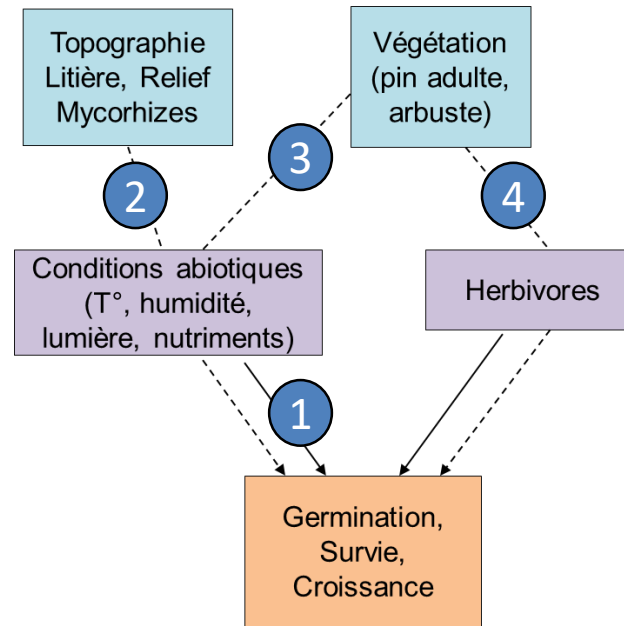 Topographie
Litière, Relief
Mycorhizes
Végétation
(pin adulte,
arbuste)
3
2
4
Conditions abiotiques
(T°, humidité,
lumière, nutriments)
Herbivores
1
Germination,
Survie,
Croissance